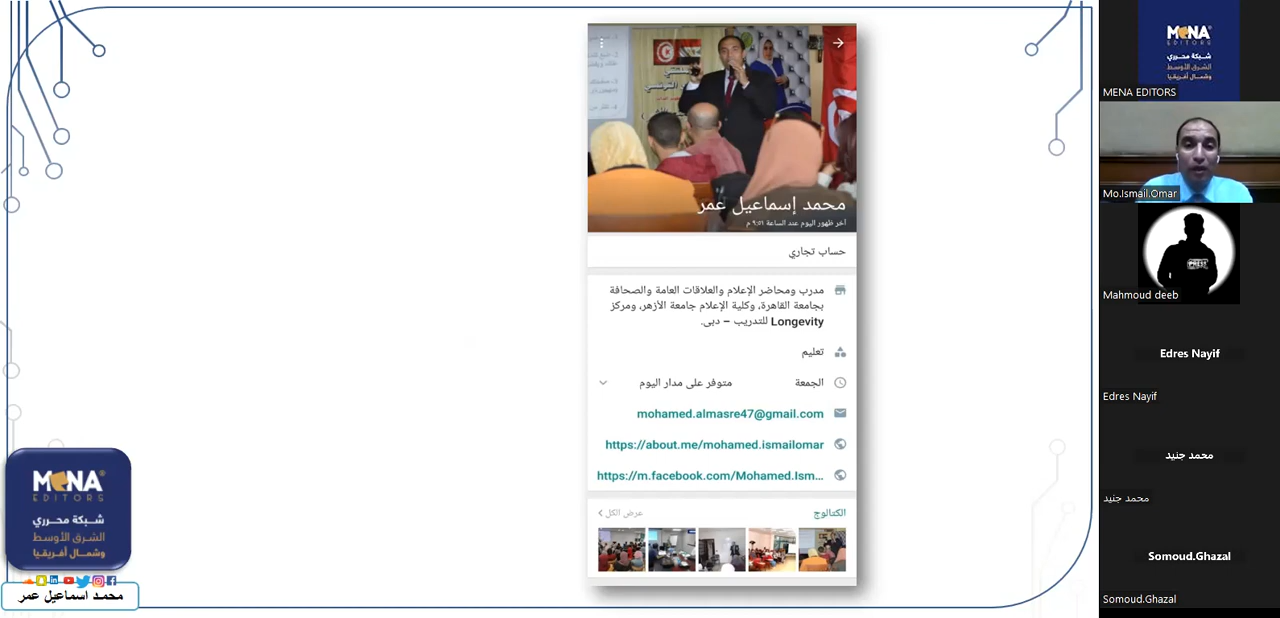 محمد إسماعيل عمر
آخر ظهور اليوم عند الساعة ٩:٥١ م
حساب تجاري
مدرب ومحاضر الإعلام والعلاقات العامة والصحافة
بجامعة القاهرة، وكلية الإعلام جامعة الأزهر، ومركز
Longevity للتدريب – دبى.
تعليم
الجمعة متوفر على مدار اليوم
mohamed.almasre47@gmail.com
https://about.me/mohamed.ismailomar
https://m.facebook.com/Mohamed.Ism...
الكتالوج عرض الكل
MENA
EDITORS
شبكة محرري
الشرق الأوسط
وشمال أفريقيا
محمد اسماعيل عمر
MENA
EDITORS
شبكة محرري
الشرق الأوسط
وشمال أفريقيا
MENA EDITORS
Mo.Ismail.Omar
PRESS
Mahmoud deeb
Edres Nayif
Edres Nayif
محمد جنيد
محمد جنيد
Somoud.Ghazal
Somoud.Ghazal